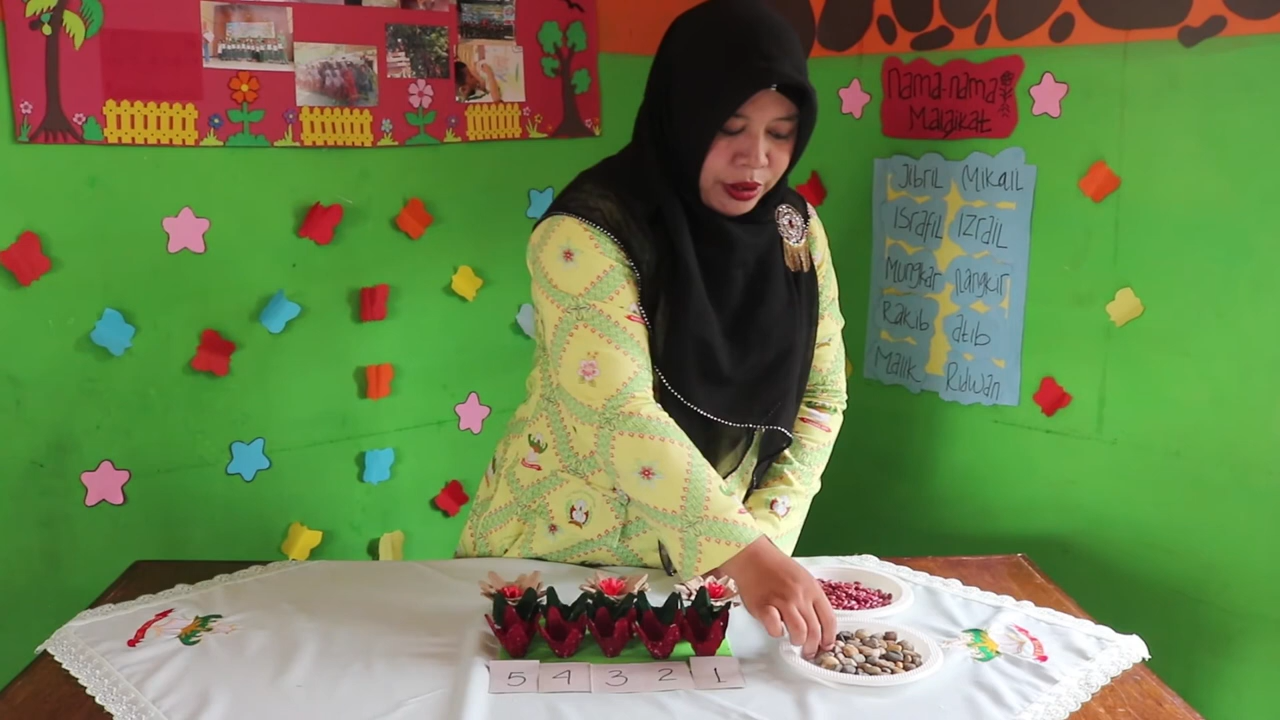 nama-nama
Malaikat
Jibril Mikail
Israfil Izrail
Mungkar nangkir
Rakib atib
Malik Ridwan
5 4 3 2 1